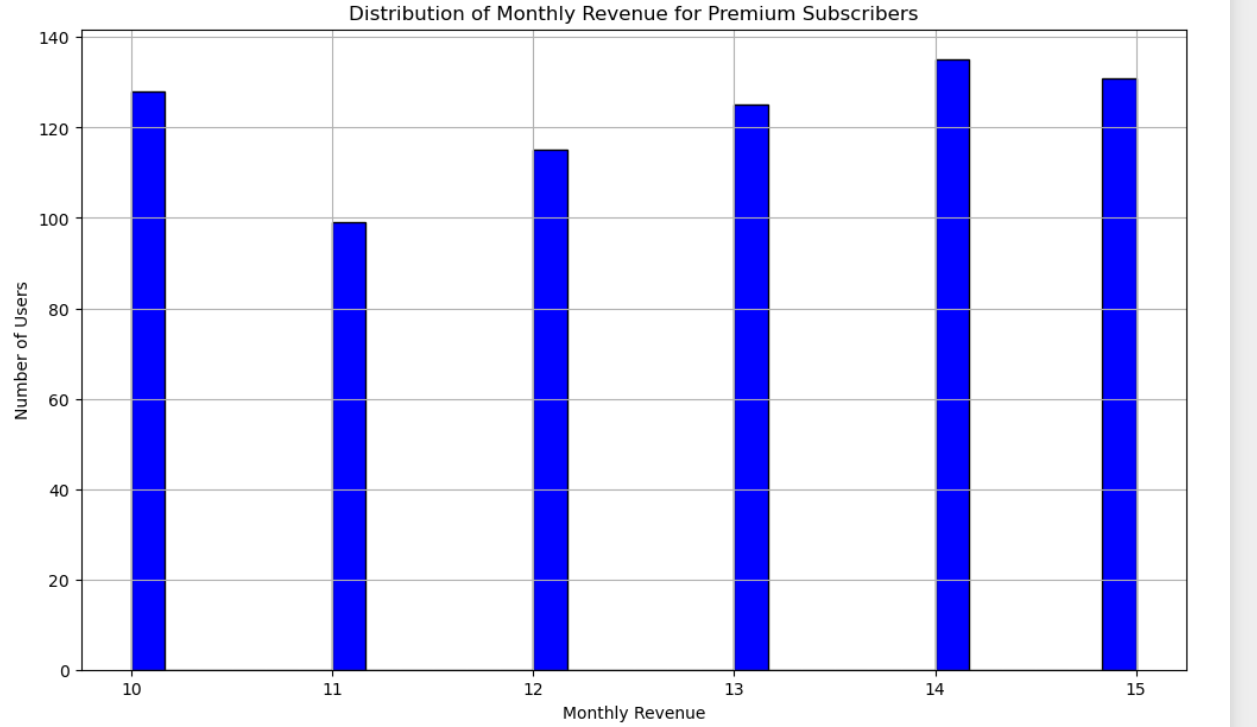 Distribution of Monthly Revenue for Premium Subscribers
140
120
100
80
60
40
20
0
Number of Users
10 11 12 13 14 15
Monthly Revenue